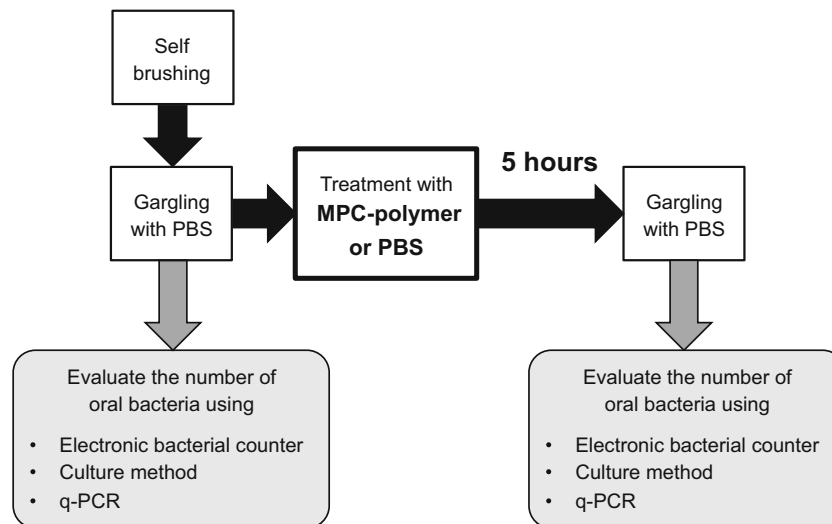 Self
brushing
Gargling
with PBS
Treatment with
MPC-polymer
or PBS
5 hours
Gargling
with PBS
Evaluate the number of
oral bacteria using
• Electronic bacterial counter
• Culture method
• q-PCR
Evaluate the number of
oral bacteria using
• Electronic bacterial counter
• Culture method
• q-PCR